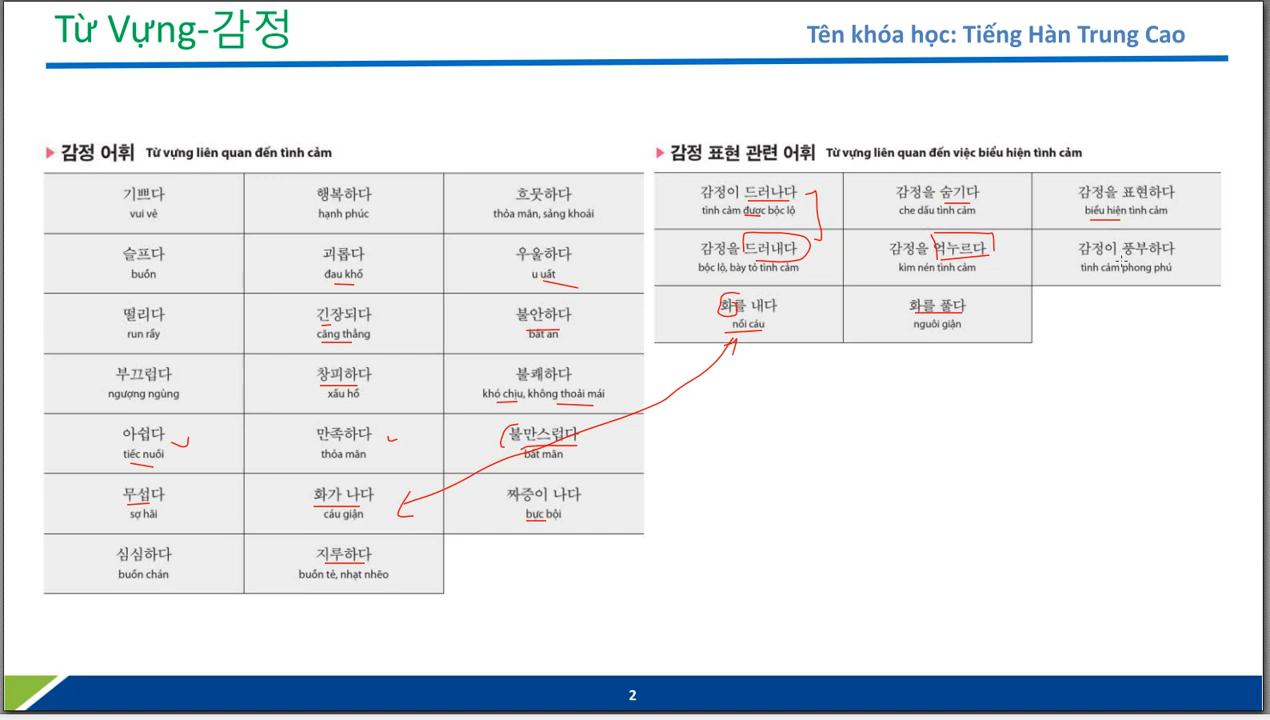 Từ Vựng-감정
Tên khóa học: Tiếng Hàn Trung Cao
감정 어휘 Từ vựng liên quan đến tình cảm
기쁘다 행복하다 흐뭇하다
vui vẻ hạnh phúc thỏa mãn, sảng khoái
슬프다 괴롭다 우울하다
buồn đau khổ u uất
떨리다 긴장되다 불안하다
run rẩy căng thẳng bất an
부끄럽다 창피하다 불쾌하다
ngượng ngùng xấu hổ khó chịu, không thoải mái
아쉽다 만족하다 불만스럽다
tiếc nuối thỏa mãn bất mãn
무섭다 화가 나다 짜증이 나다
sợ hãi cáu giận bực bội
심심하다 지루하다
buồn chán buồn tẻ, nhạt nhẽo
감정 표현 관련 어휘 Từ vựng liên quan đến việc biểu hiện tình cảm
감정이 드러나다 감정을 숨기다 감정을 표현하다
tình cảm được bộc lộ che dấu tình cảm biểu hiện tình cảm
감정을 드러내다 감정을 억누르다 감정이 풍부하다
bộc lộ, bày tỏ tình cảm kìm nén tình cảm tình cảm phong phú
화를 내다 화를 풀다
nổi cáu nguôi giận
2